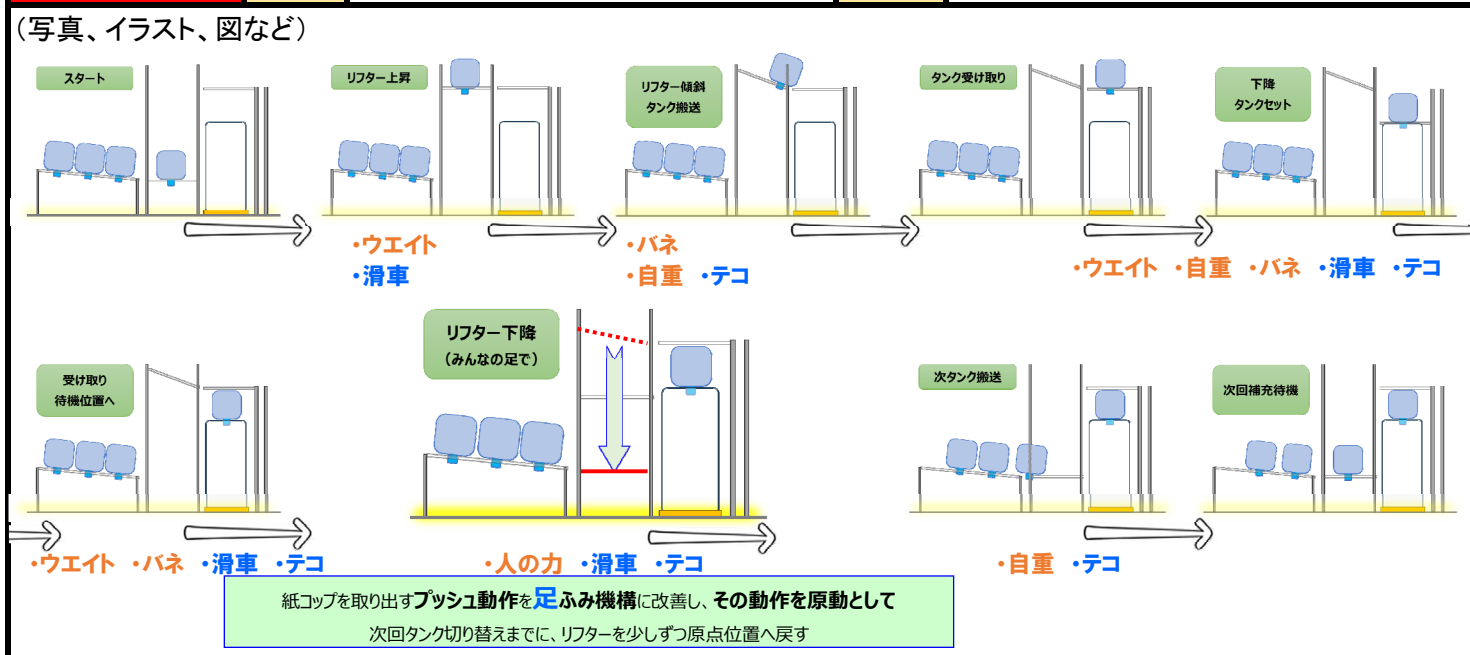 （写真、イラスト、図など）
スタート
リフター上昇
リフター傾斜
タンク搬送
タンク受け取り
下降
タンクセット
・ウエイト
・滑車
・バネ
・自重 ・テコ
・ウエイト ・自重 ・バネ ・滑車 ・テコ
受け取り
待機位置へ
リフター下降
（みんなの足で）
次タンク搬送
次回補充待機
・ウエイト ・バネ ・滑車 ・テコ
・人の力 ・滑車 ・テコ
・自重 ・テコ
紙コップを取り出すプッシュ動作を足ふみ機構に改善し、その動作を原動として
次回タンク切り替えまでに、リフターを少しずつ原点位置へ戻す